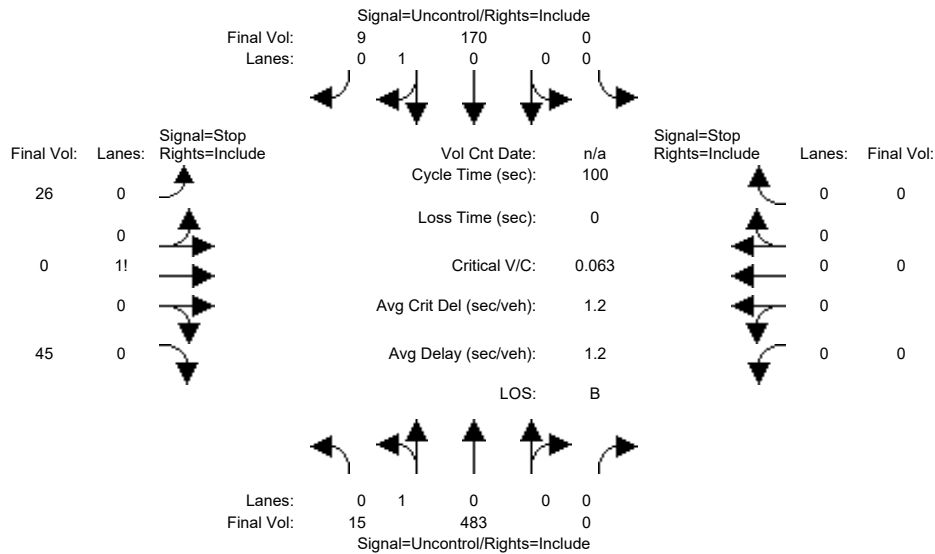 Signal=Uncontrol/Rights=Include
Final Vol: 9 170 0
Lanes: 0 1 0 0 0
Signal=Stop Signal=Stop
Final Vol: Lanes: Rights=Include Vol Cnt Date: n/a Rights=Include Lanes: Final Vol:
Cycle Time (sec): 100
26 0 0 0
Loss Time (sec): 0
0 0
0 1! Critical V/C: 0.063 0 0
0 Avg Crit Del (sec/veh): 1.2 0
45 0 Avg Delay (sec/veh): 1.2 0 0
LOS: B
Lanes: 0 1 0 0 0
Final Vol: 15 483 0
Signal=Uncontrol/Rights=Include